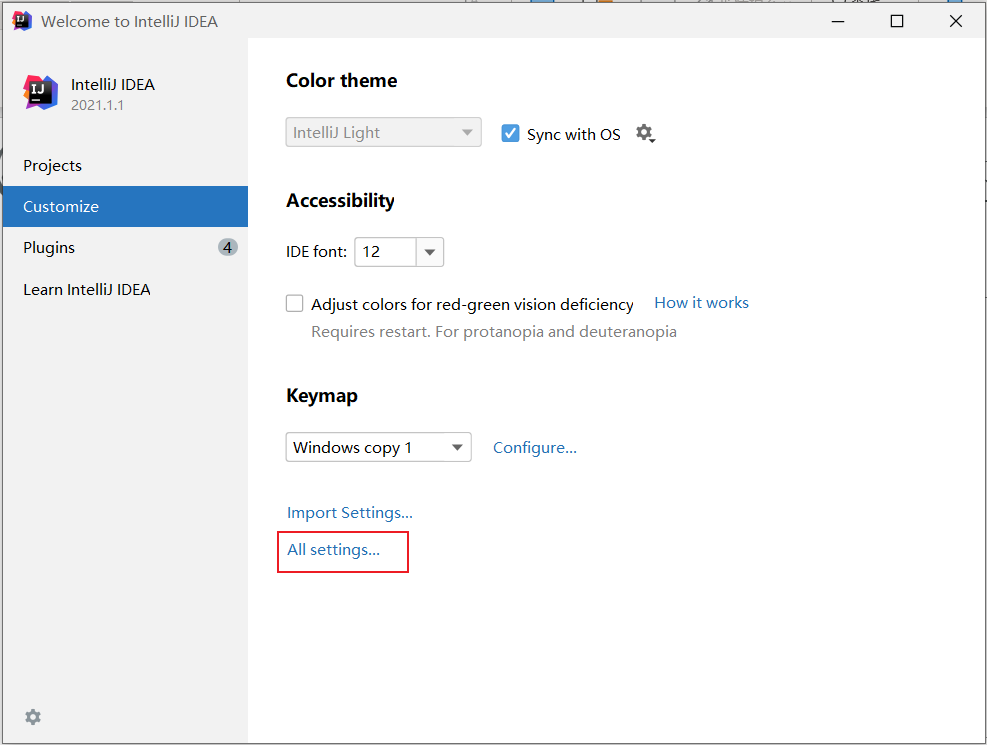 Welcome to IntelliJ IDEA
IntelliJ IDEA
2021.1.1
Projects
Customize
Plugins 4
Learn IntelliJ IDEA
Color theme
IntelliJ Light Sync with OS
Accessibility
IDE font: 12
Adjust colors for red-green vision deficiency How it works
Requires restart. For protanopia and deuteranopia
Keymap
Windows copy 1 Configure...
Import Settings...
All settings...